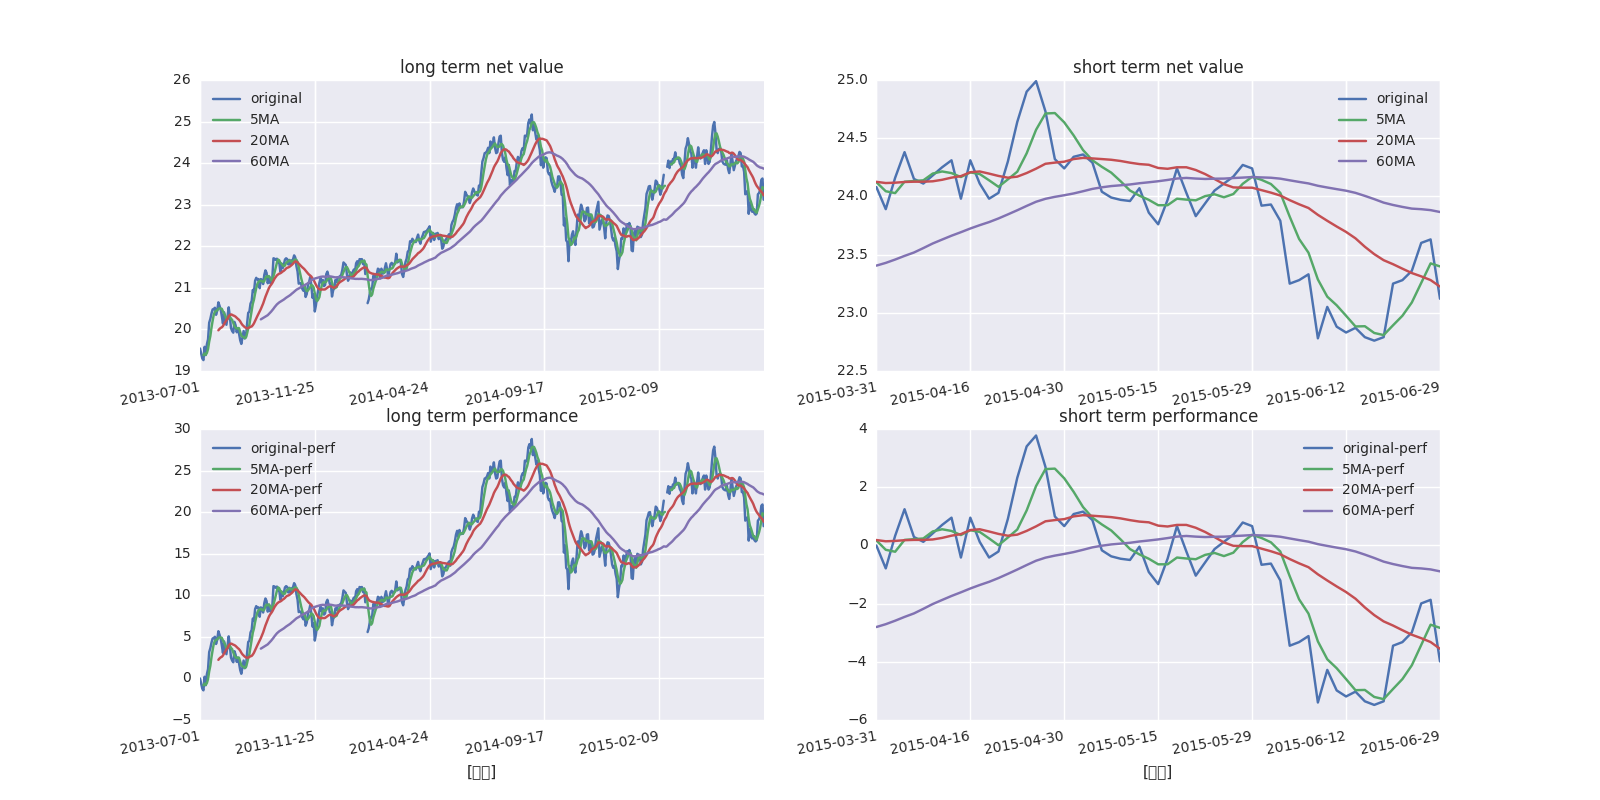 long term net value
26
25
24
23
22
21
20
19
original
5MA
20MA
60MA
2013-07-01
2013-11-25
2014-04-24
2014-09-17
2015-02-09
short term net value
25.0
24.5
24.0
23.5
23.0
22.5
original
5MA
20MA
60MA
2015-03-31
2015-04-16
2015-04-30
2015-05-15
2015-05-29
2015-06-12
2015-06-29
long term performance
30
25
20
15
10
5
0
−5
original-perf
5MA-perf
20MA-perf
60MA-perf
2013-07-01
2013-11-25
2014-04-24
2014-09-17
2015-02-09
short term performance
4
2
0
−2
−4
−6
original-perf
5MA-perf
20MA-perf
60MA-perf
2015-03-31
2015-04-16
2015-04-30
2015-05-15
2015-05-29
2015-06-12
2015-06-29